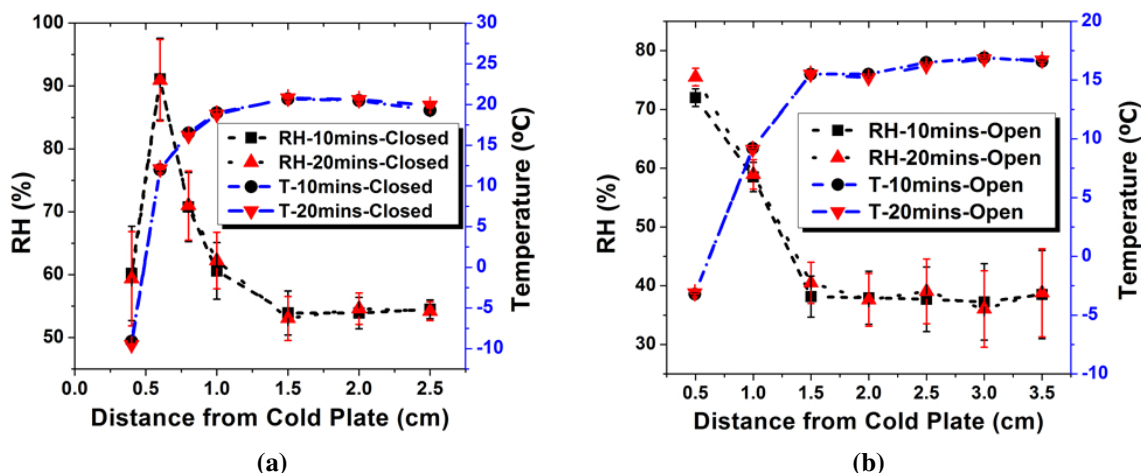 100
90
80
70
60
50
RH (%)
30
25
20
15
10
5
0
-5
-10
Temperature (ºC)
RH-10mins-Closed
RH-20mins-Closed
T-10mins-Closed
T-20mins-Closed
0.0 0.5 1.0 1.5 2.0 2.5
Distance from Cold Plate (cm)
(a)
80
70
60
50
40
30
RH (%)
20
15
10
5
0
-5
-10
Temperature (ºC)
RH-10mins-Open
RH-20mins-Open
T-10mins-Open
T-20mins-Open
0.5 1.0 1.5 2.0 2.5 3.0 3.5
Distance from Cold Plate (cm)
(b)